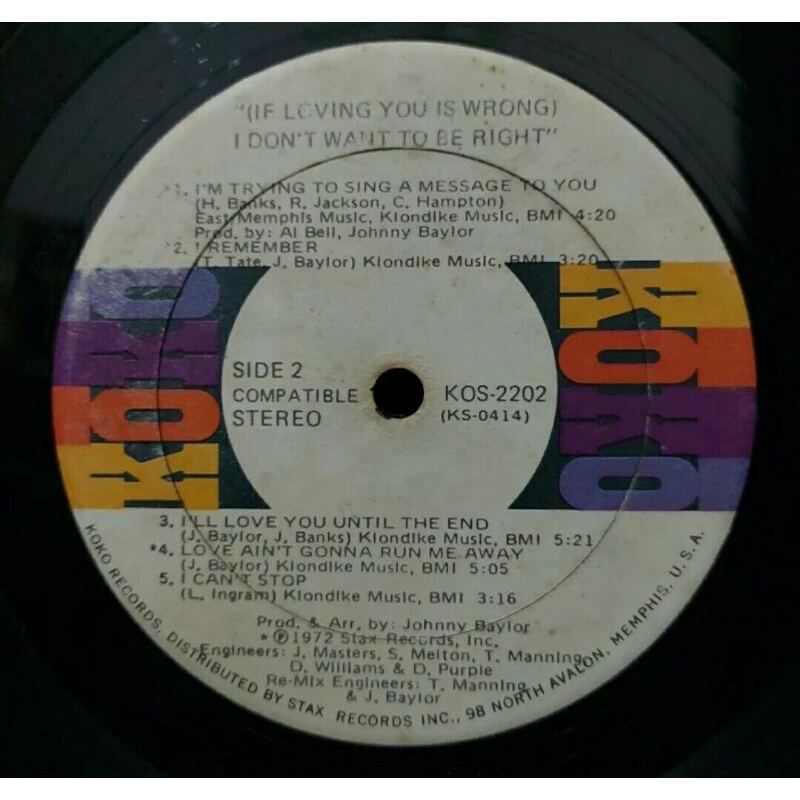 "(IF LOVING YOU IS WRONG)
I DON'T WANT TO BE RIGHT"
*1. I'M TRYING TO SING A MESSAGE TO YOU
(H. Banks, R. Jackson, C. Hampton)
East/Memphis Music, Klondike Music, BMI 4:20
Prod. by: Al Bell, Johnny Baylor
*2. I REMEMBER
(T. Tate, J. Baylor) Klondike Music, BMI 3:20
KOKO
KOKO
KOKO
KOKO
SIDE 2
COMPATIBLE
STEREO
KOS-2202
(KS-0414)
3. I'LL LOVE YOU UNTIL THE END
(J. Baylor, J. Banks) Klondike Music, BMI 5:21
*4. LOVE AIN'T GONNA RUN ME AWAY
(J. Baylor) Klondike Music, BMI 5:05
5. I CAN'T STOP
(L. Ingram) Klondike Music, BMI 3:16
Prod. & Arr. by: Johnny Baylor
* ℗1972 Stax Records, Inc.
Engineers: J. Masters, S. Melton, T. Manning,
D. Williams & D. Purple
Re-Mix Engineers: T. Manning
& J. Baylor
KOKO RECORDS, DISTRIBUTED BY STAX RECORDS INC., 98 NORTH AVALON, MEMPHIS, U.S.A.